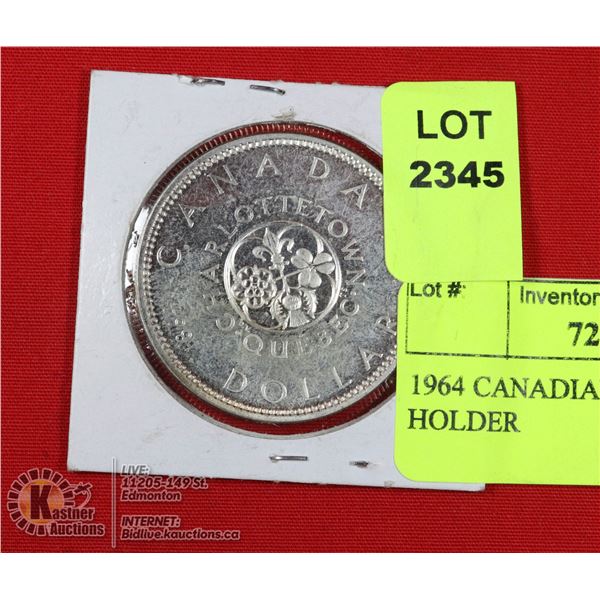 LOT
2345
Lot #:
Inventor
72
1964 CANADIA
HOLDER
CANADA
CHARLOTTETOWN
QUEBEC
DOLLAR
Kastner
Auctions
LIVE:
11205-149 St.
Edmonton
INTERNET:
Bidlive.kauctions.ca